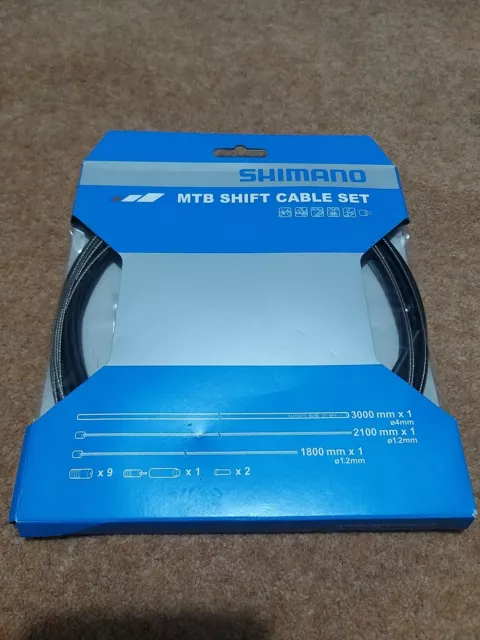 SHIMANO
MTB SHIFT CABLE SET
3000 mm x 1
ø4mm
2100 mm x 1
ø1.2mm
1800 mm x 1
ø1.2mm
x 9 x 1 x 2